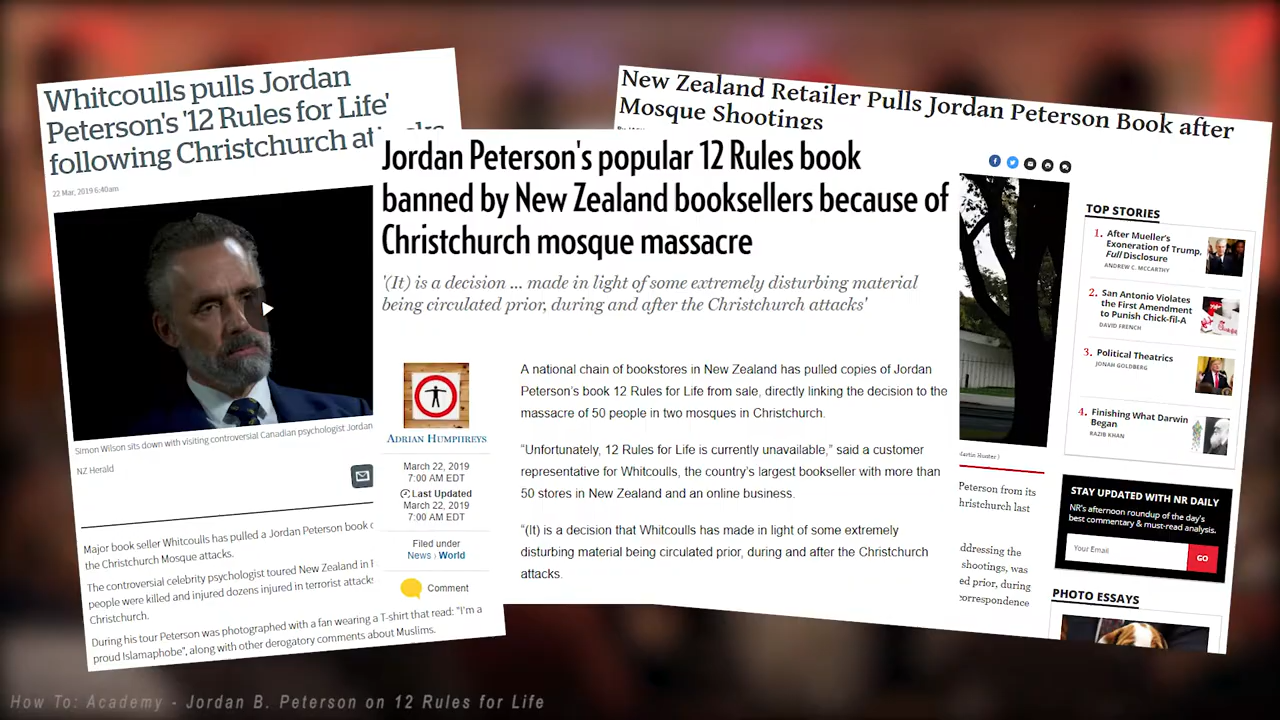 Whitcoulls pulls Jordan
Peterson's '12 Rules for Life'
following Christchurch attacks
22 Mar, 2019 6:40am
Simon Wilson sits down with visiting controversial Canadian psychologist Jordan
NZ Herald
Major book seller Whitcoulls has pulled a Jordan Peterson book
the Christchurch Mosque attacks.
The controversial celebrity psychologist toured New Zealand in
people were killed and injured dozens injured in terrorist attacks
Christchurch.
During his tour Peterson was photographed with a fan wearing a T-shirt that read: "I'm a
proud Islamaphobe", along with other derogatory comments about Muslims.
Jordan Peterson's popular 12 Rules book
banned by New Zealand booksellers because of
Christchurch mosque massacre
'(It) is a decision ... made in light of some extremely disturbing material
being circulated prior, during and after the Christchurch attacks'
ADRIAN HUMPHREYS
March 22, 2019
7:00 AM EDT
Last Updated
March 22, 2019
7:00 AM EDT
Filed under
News › World
Comment
A national chain of bookstores in New Zealand has pulled copies of Jordan
Peterson's book 12 Rules for Life from sale, directly linking the decision to the
massacre of 50 people in two mosques in Christchurch.
“Unfortunately, 12 Rules for Life is currently unavailable,” said a customer
representative for Whitcoulls, the country's largest bookseller with more than
50 stores in New Zealand and an online business.
“(It) is a decision that Whitcoulls has made in light of some extremely
disturbing material being circulated prior, during and after the Christchurch
attacks.
New Zealand Retailer Pulls Jordan Peterson Book after
Mosque Shootings
Martin Hunter )
Peterson from its
hristchurch last
ddressing the
shootings, was
ed prior, during
orrespondence
TOP STORIES
1. After Mueller's
Exoneration of Trump,
Full Disclosure
ANDREW C. MCCARTHY
2. San Antonio Violates
the First Amendment
to Punish Chick-fil-A
DAVID FRENCH
3. Political Theatrics
JONAH GOLDBERG
4. Finishing What Darwin
Began
RAZIB KHAN
STAY UPDATED WITH NR DAILY
NR's afternoon roundup of the day's
best commentary & must-read analysis.
Your Email
GO
PHOTO ESSAYS
How To: Academy - Jordan B. Peterson on 12 Rules for Life